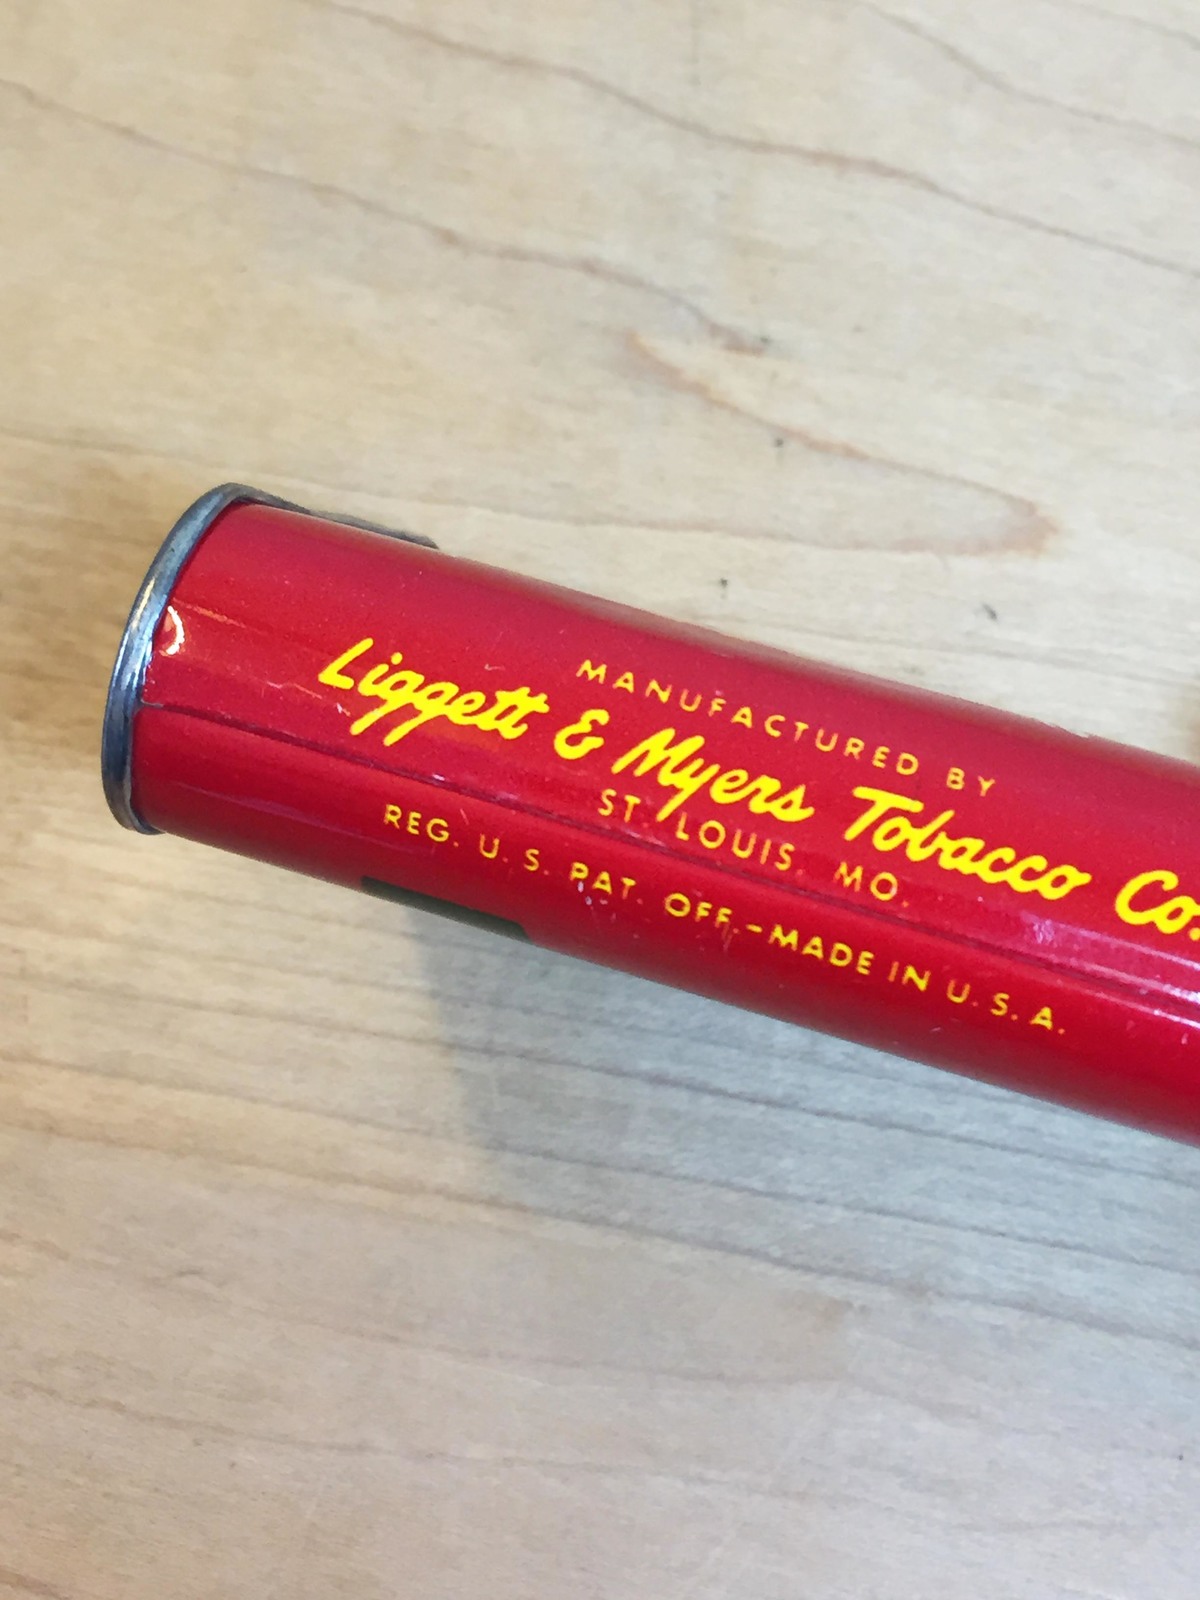 MANUFACTURED BY
Liggett & Myers Tobacco Co.
ST. LOUIS, MO.
REG. U. S. PAT. OFF.-MADE IN U. S. A.